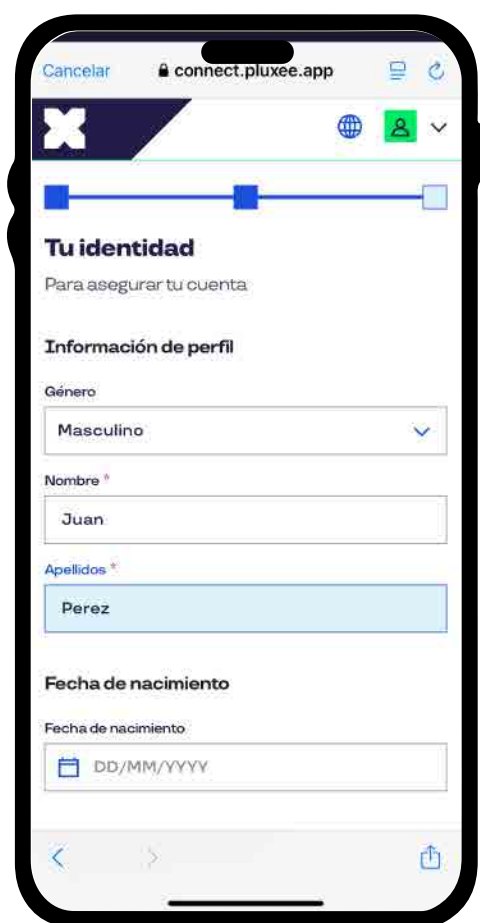 Cancelar connect.pluxee.app
Tu identidad
Para asegurar tu cuenta
Información de perfil
Género
Masculino
Nombre *
Juan
Apellidos *
Perez
Fecha de nacimiento
Fecha de nacimiento
DD/MM/YYYY